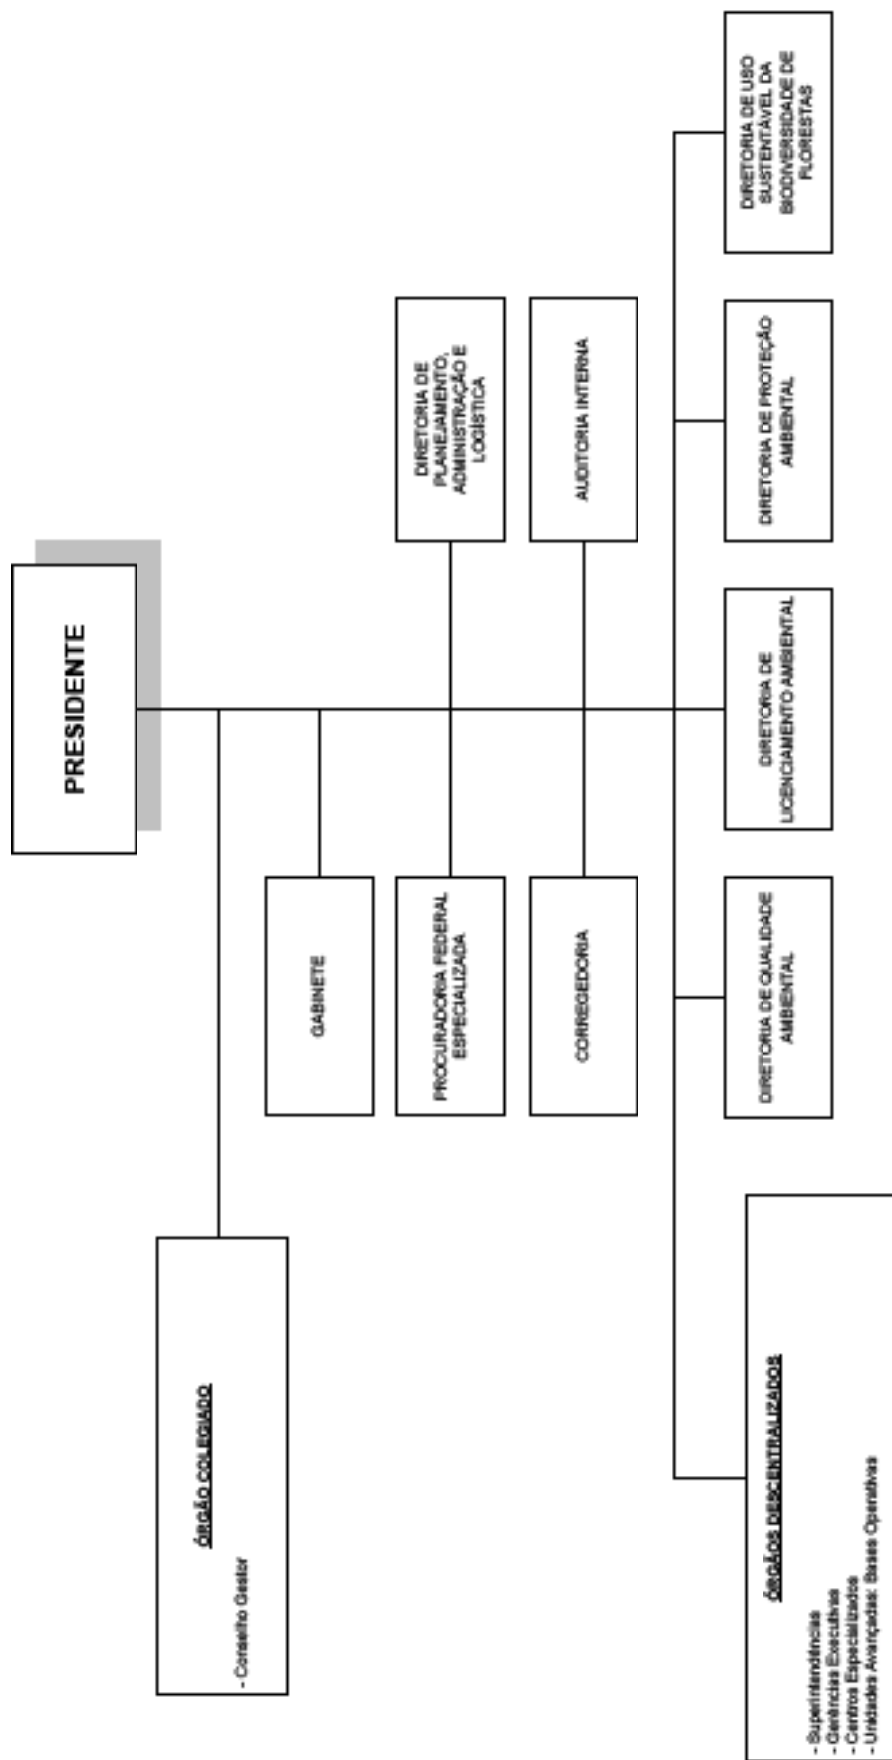 PRESIDENTE
ÓRGÃO COLEGIADO
- Conselho Gestor
GABINETE
PROCURADORIA FEDERAL
ESPECIALIZADA
DIRETORIA DE
PLANEJAMENTO,
ADMINISTRAÇÃO E
LOGÍSTICA
CORREGEDORIA
AUDITORIA INTERNA
ÓRGÃOS DESCENTRALIZADOS
- Superintendências
- Gerências Executivas
- Centros Especializados
- Unidades Avançadas: Bases Operativas
DIRETORIA DE QUALIDADE
AMBIENTAL
DIRETORIA DE
LICENCIAMENTO AMBIENTAL
DIRETORIA DE PROTEÇÃO
AMBIENTAL
DIRETORIA DE USO
SUSTENTÁVEL DA
BIODIVERSIDADE DE
FLORESTAS